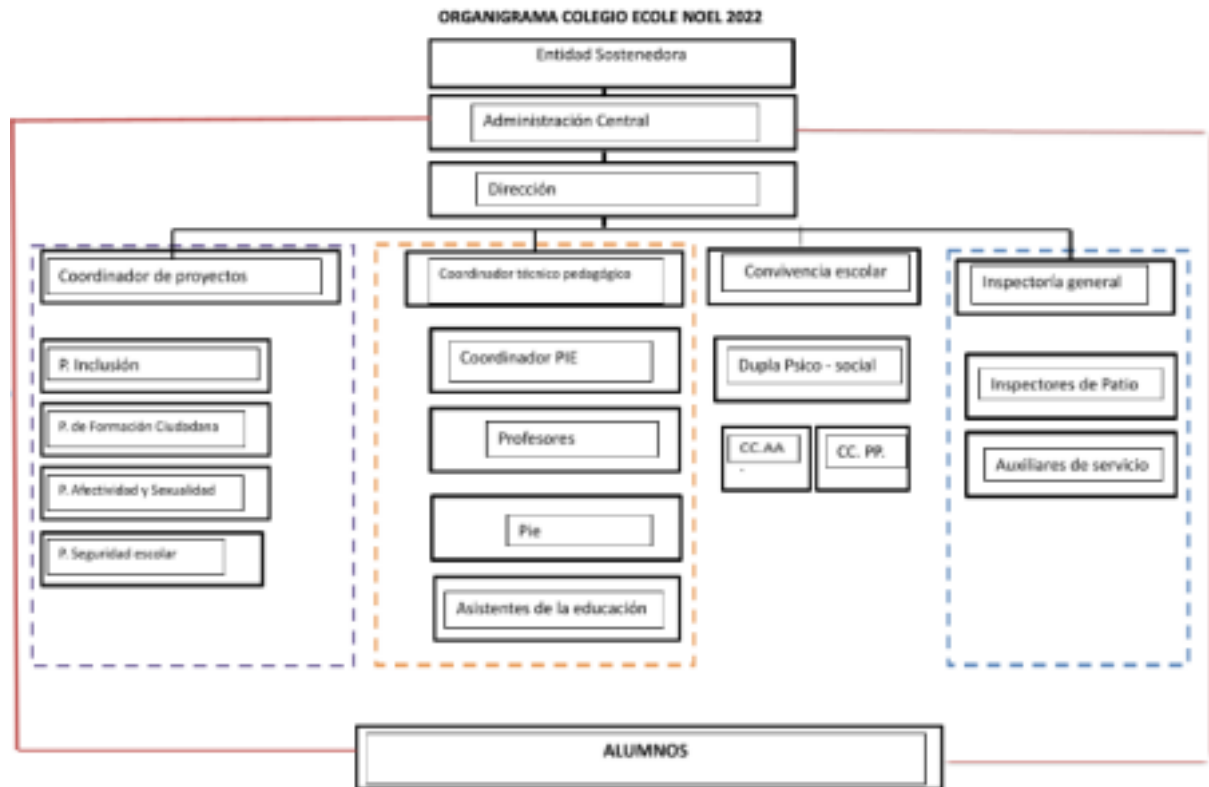 ORGANIGRAMA COLEGIO ECOLE NOEL 2022
Entidad Sostenedora
Administración Central
Dirección
Coordinador de proyectos
P. Inclusión
P. de Formación Ciudadana
P. Afectividad y Sexualidad
P. Seguridad escolar
Coordinador técnico pedagógico
Coordinador PIE
Profesores
Pie
Asistentes de la educación
Convivencia escolar
Dupla Psico - social
CC.AA
.
CC. PP.
Inspectoría general
Inspectores de Patio
Auxiliares de servicio
ALUMNOS